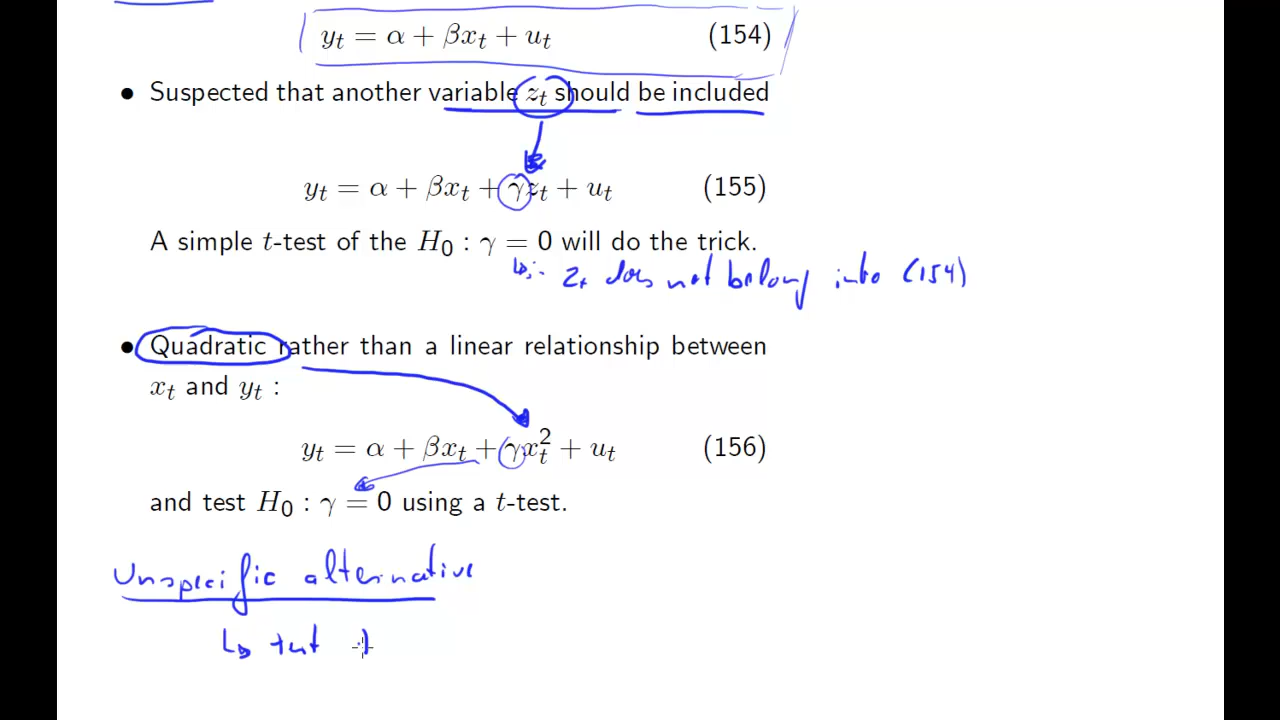 yt = α + βxt + ut (154)
• Suspected that another variable zt should be included
yt = α + βxt + γzt + ut (155)
A simple t-test of the H0 : γ = 0 will do the trick.
zt does not belong into (154)
• Quadratic rather than a linear relationship between
xt and yt :
yt = α + βxt + γxt² + ut (156)
and test H0 : γ = 0 using a t-test.
Unspecific alternative
↳ test